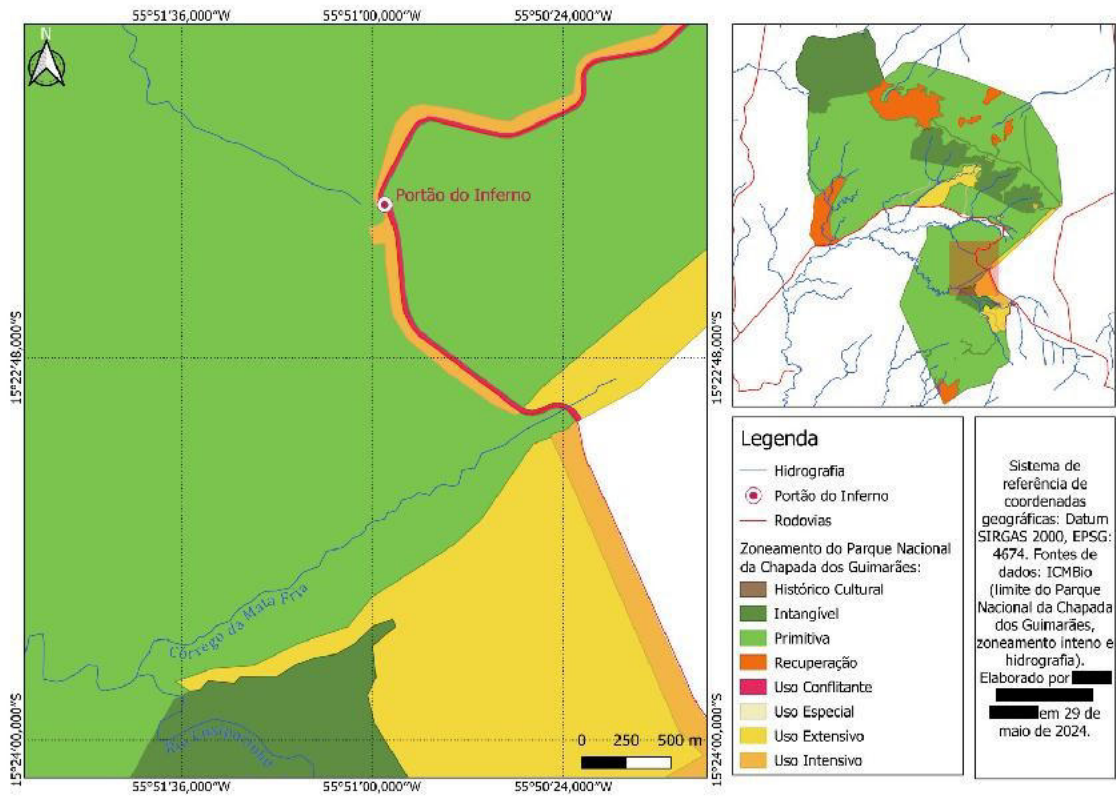 55°51'36,000"W
55°51'00,000"W
55°50'24,000"W
N
Portão do Inferno
15°22'48,000"S
15°22'48,000"S
Córrego da Mata Fria
Rio Coxipozinho
15°24'00,000"S
15°24'00,000"S
0 250 500 m
55°51'36,000"W
55°51'00,000"W
55°50'24,000"W
Legenda
Hidrografia
Portão do Inferno
Rodovias
Zoneamento do Parque Nacional
da Chapada dos Guimarães:
Histórico Cultural
Intangível
Primitiva
Recuperação
Uso Conflitante
Uso Especial
Uso Extensivo
Uso Intensivo
Sistema de
referência de
coordenadas
geográficas: Datum
SIRGAS 2000, EPSG:
4674. Fontes de
dados: ICMBio
(limite do Parque
Nacional da Chapada
dos Guimarães,
zoneamento inteno e
hidrografia).
Elaborado por
em 29 de
maio de 2024.